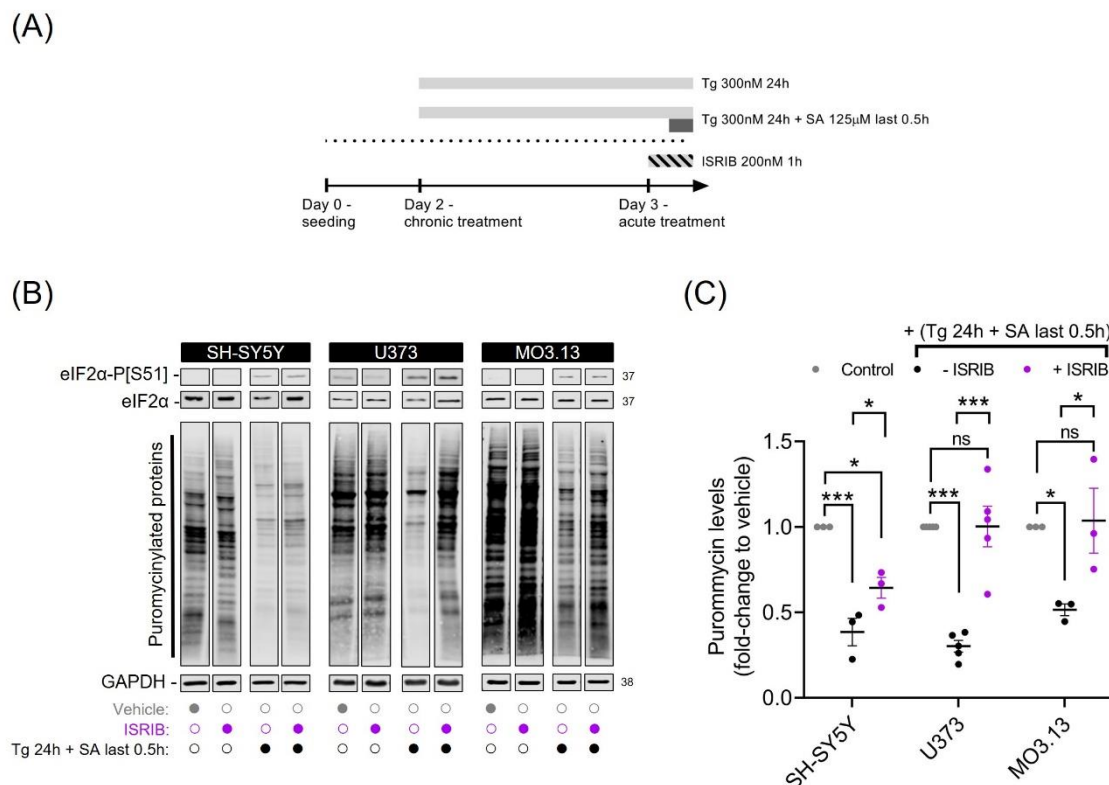 (A)
Tg 300nM 24h
Tg 300nM 24h + SA 125μM last 0.5h
ISRIB 200nM 1h
Day 0 -
seeding
Day 2 -
chronic treatment
Day 3 -
acute treatment
(B)
SH-SY5Y
U373
MO3.13
eIF2α-P[S51] -
37
eIF2α -
37
Puromycinylated proteins
GAPDH -
38
Vehicle:
ISRIB:
Tg 24h + SA last 0.5h:
(C)
+ (Tg 24h + SA last 0.5h)
Control
- ISRIB
+ ISRIB
Purommycin levels
(fold-change to vehicle)
1.5
1.0
0.5
0.0
*
*
***
***
ns
***
*
ns
*
SH-SY5Y
U373
MO3.13